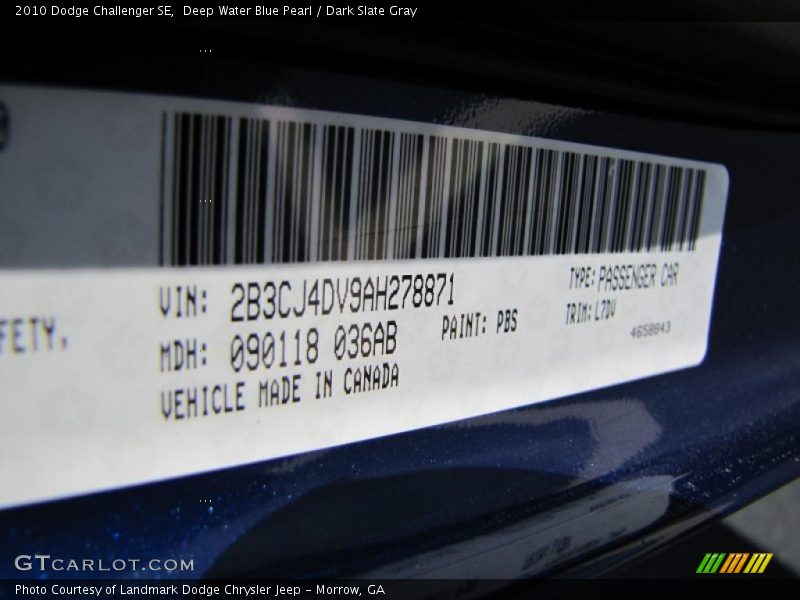 2010 Dodge Challenger SE,  Deep Water Blue Pearl / Dark Slate Gray
FETY.
VIN: 2B3CJ4DV9AH278871
TYPE: PASSENGER CAR
MDH: 090118 036AB
PAINT: PBS
TRIM: L7DV
4658843
VEHICLE MADE IN CANADA
GTCARLOT.COM
Photo Courtesy of Landmark Dodge Chrysler Jeep - Morrow, GA